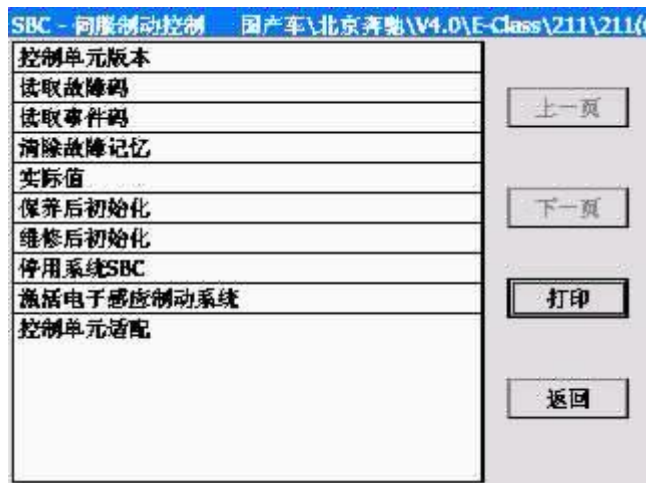 SBC - 伺服制动控制 国产车\北京奔驰\V4.0\E-Class\211\211(
控制单元版本
读取故障码
读取事件码
清除故障记忆
实际值
保养后初始化
维修后初始化
停用系统SBC
激活电子感应制动系统
控制单元适配
上一页
下一页
打印
返回